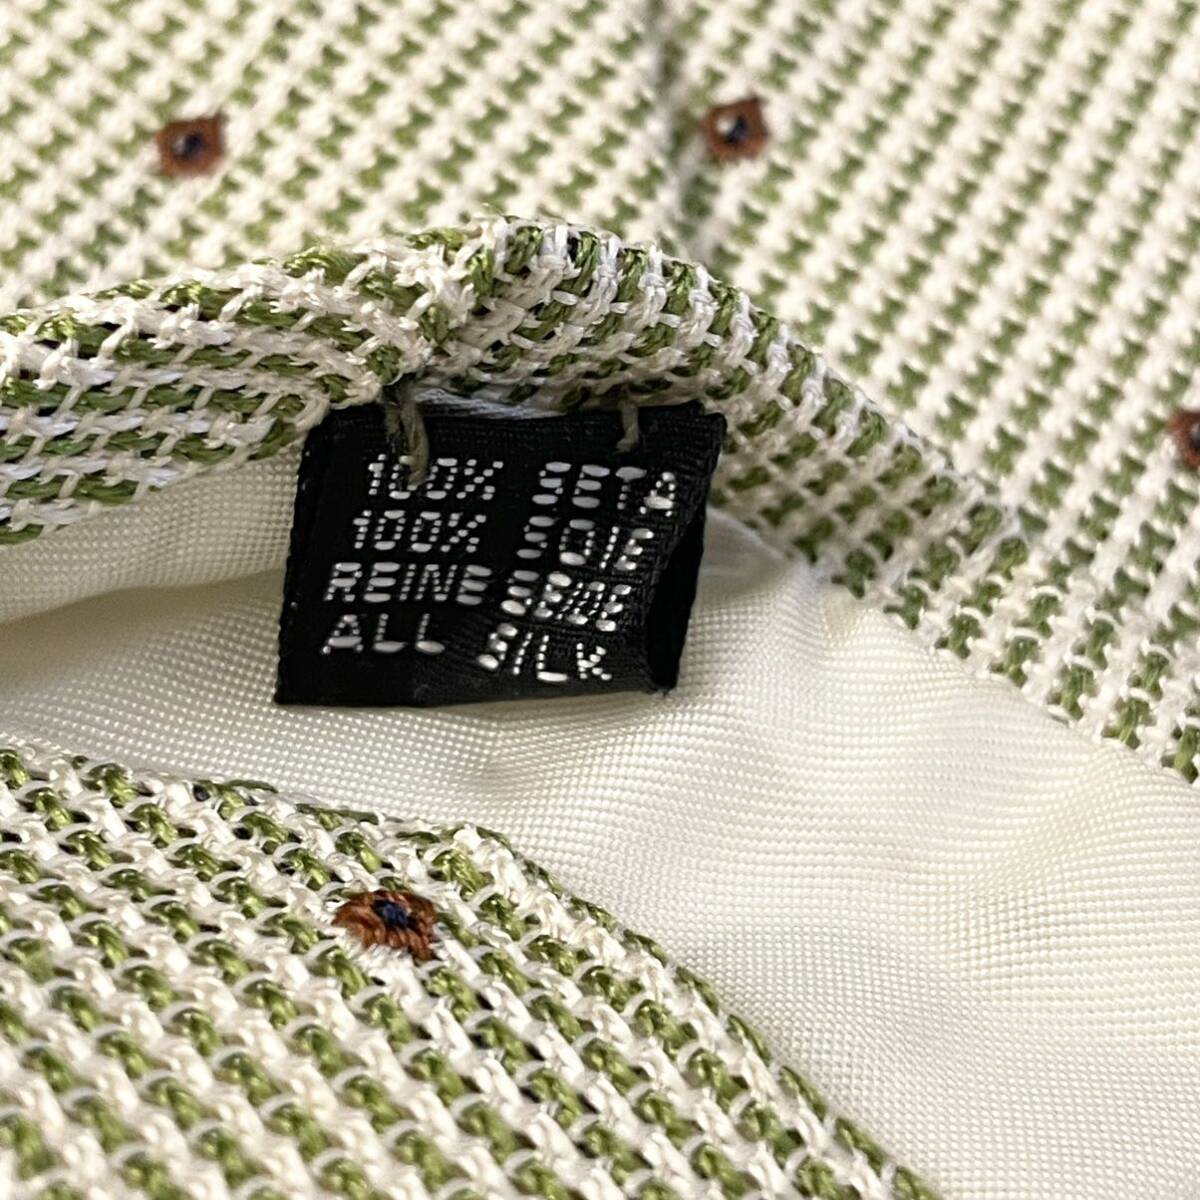 100% SETA
100% SOIE
REINE SEIDE
ALL SILK